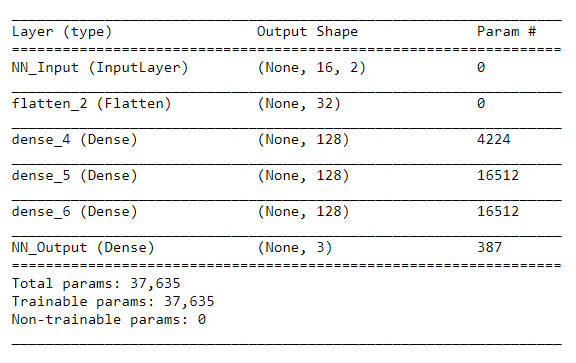 Layer (type) Output Shape Param #
NN_Input (InputLayer) (None, 16, 2) 0
flatten_2 (Flatten) (None, 32) 0
dense_4 (Dense) (None, 128) 4224
dense_5 (Dense) (None, 128) 16512
dense_6 (Dense) (None, 128) 16512
NN_Output (Dense) (None, 3) 387
Total params: 37,635
Trainable params: 37,635
Non-trainable params: 0